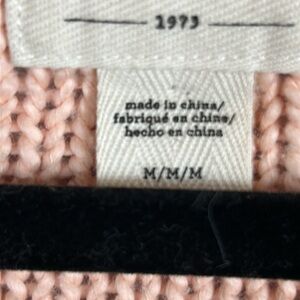 1973
made in china/
fabriqué en chine/
hecho en china
M/M/M